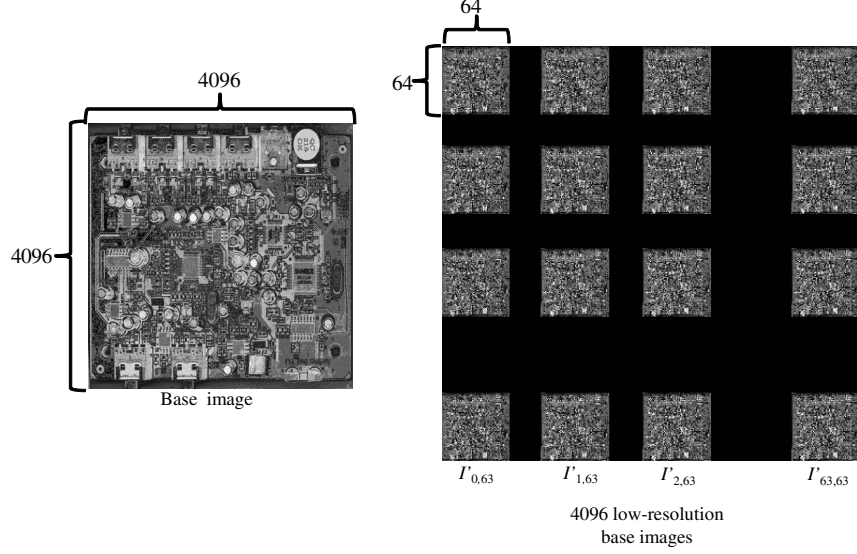 64
4096
64
4096
Base image
I'0,63
I'1,63
I'2,63
I'63,63
4096 low-resolution
base images